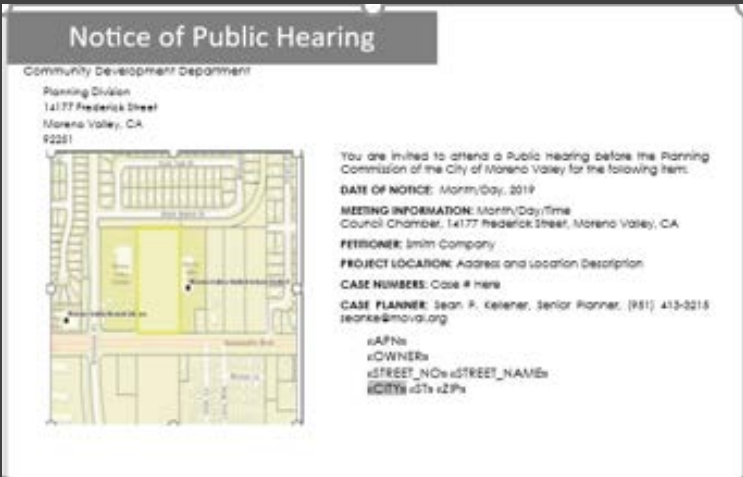 Notice of Public Hearing
Community Development Department
Planning Division
14177 Frederick Street
Moreno Valley, CA
92251
You are invited to attend a Public Hearing before the Planning
Commission of the City of Moreno Valley for the following item:
DATE OF NOTICE: Month/Day, 2019
MEETING INFORMATION: Month/Day/Time
Council Chamber, 14177 Frederick Street, Moreno Valley, CA
PETITIONER: Smith Company
PROJECT LOCATION: Address and Location Description
CASE NUMBERS: Case # Here
CASE PLANNER: Sean P. Kelleher, Senior Planner, (951) 413-3215
seanke@moval.org
«APN»
«OWNER»
«STREET_NO» «STREET_NAME»
«CITY» «ST» «ZIP»